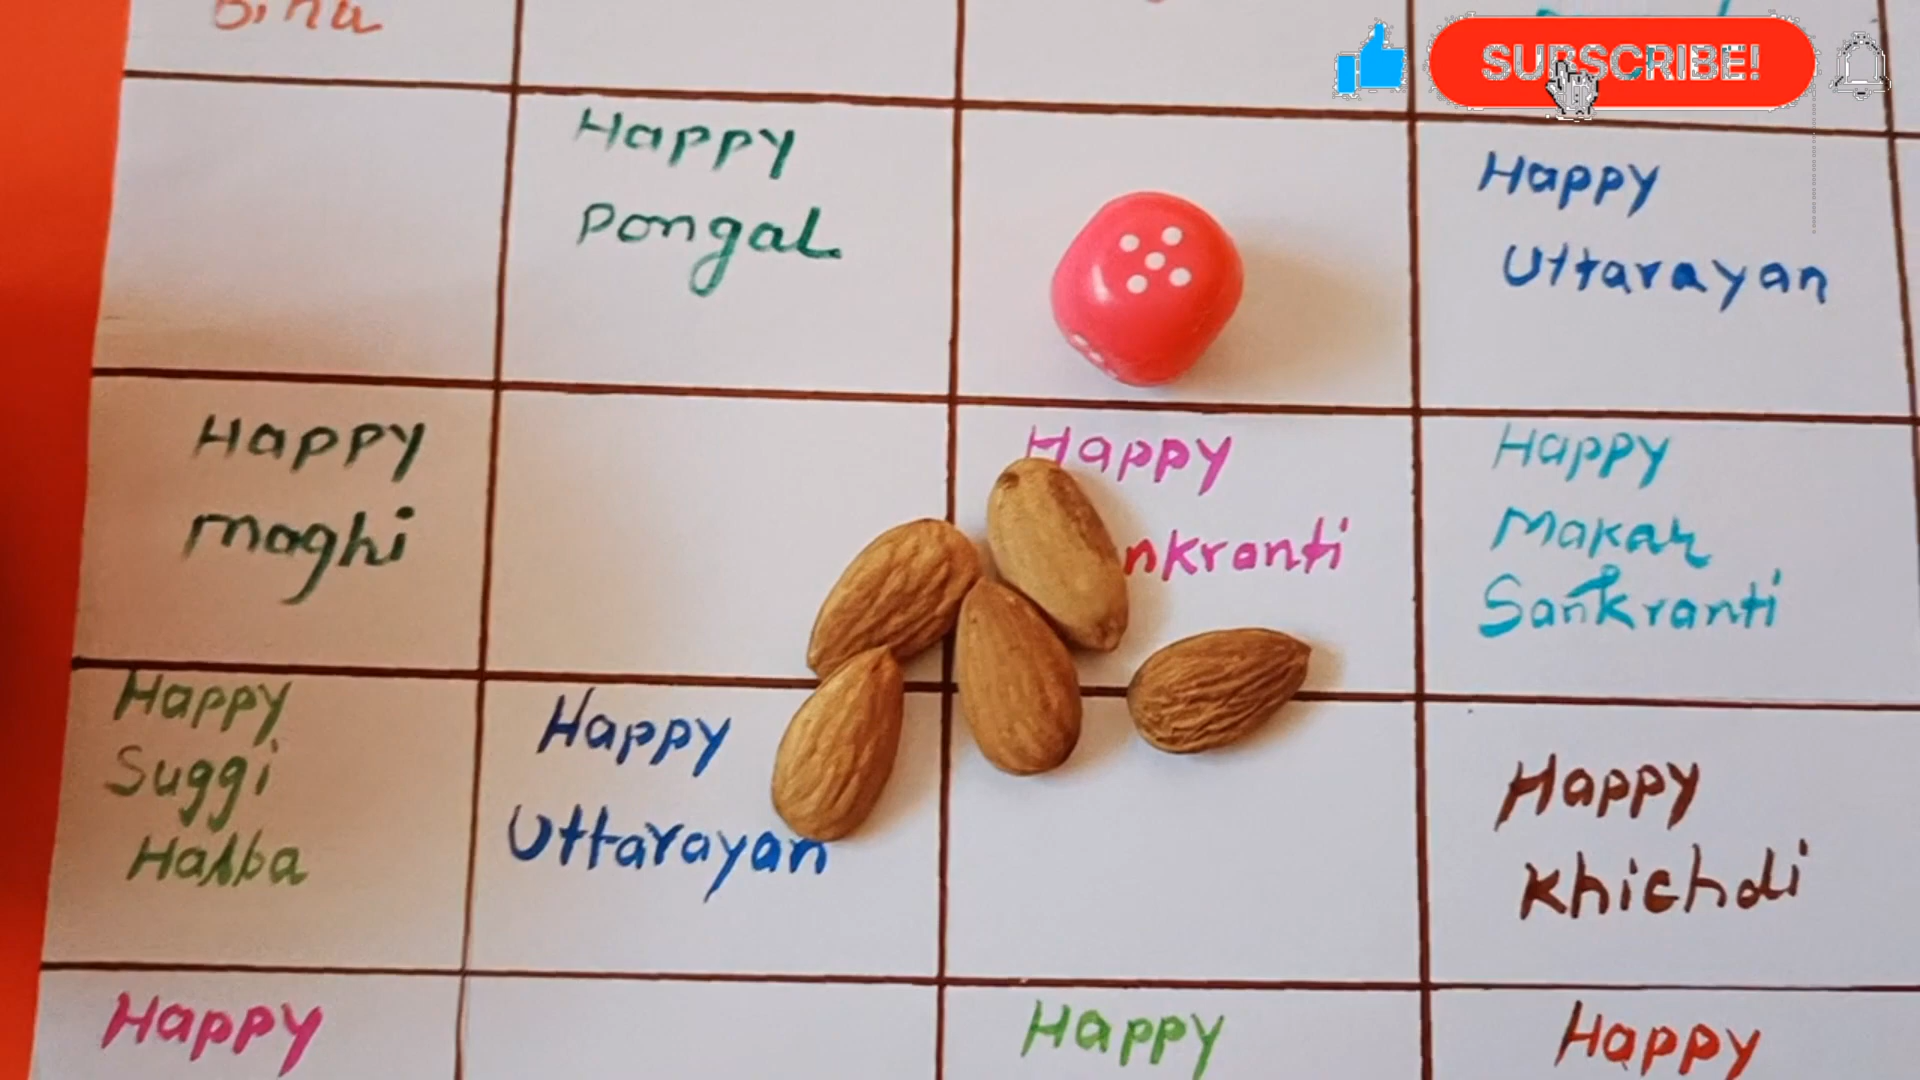 Bihu
SUBSCRIBE!
Happy
Pongal
Happy
Uttarayan
Happy
maghi
Happy
nkranti
Happy
Makar
Sankranti
Happy
Suggi
Habba
Happy
Uttarayan
Happy
Khichdi
Happy
Happy
Happy